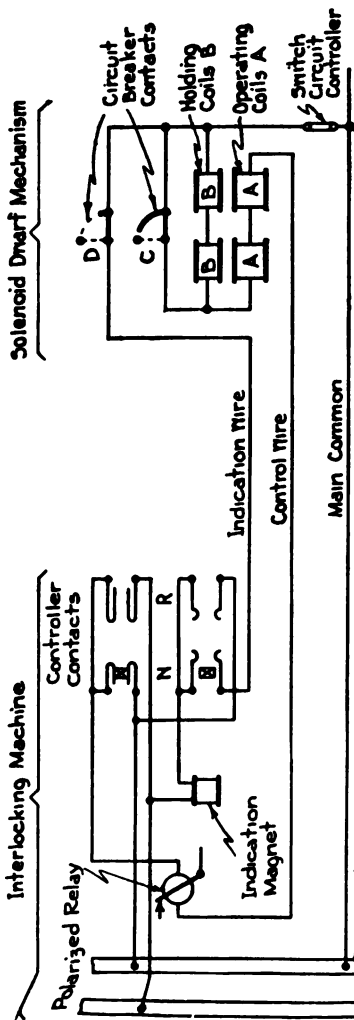 Interlocking Machine
Solenoid Dwarf Mechanism
Polarized Relay
Controller
Contacts
N
R
Indication
Magnet
Indication Wire
Control Wire
Main Common
D
C
B
B
A
A
Circuit
Breaker
Contacts
Holding
Coils B
Operating
Coils A
Switch
Circuit
Controller